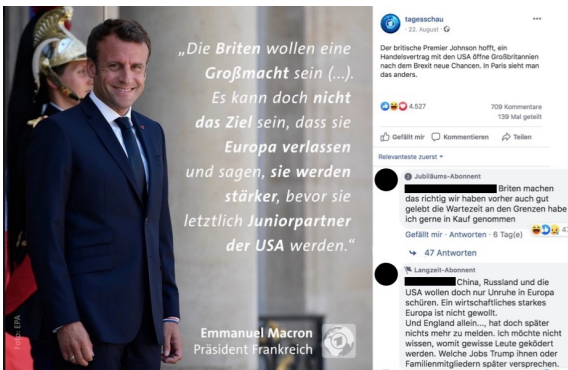 „Die Briten wollen eine
Großmacht sein (...).
Es kann doch nicht
das Ziel sein, dass sie
Europa verlassen
und sagen, sie werden
stärker, bevor sie
letztlich Juniorpartner
der USA werden.“
Emmanuel Macron
Präsident Frankreich
Foto: EPA
tagesschau
22. August
Der britische Premier Johnson hofft, ein
Handelsvertrag mit den USA öffne Großbritannien
nach dem Brexit neue Chancen. In Paris sieht man
das anders.
4.527
709 Kommentare
139 Mal geteilt
Gefällt mir Kommentieren Teilen
Relevanteste zuerst
Jubiläums-Abonnent
Briten machen
das richtig wir haben vorher auch gut
gelebt die Wartezeit an den Grenzen habe
ich gerne in Kauf genommen
Gefällt mir · Antworten · 6 Tag(e)
47 Antworten
Langzeit-Abonnent
China, Russland und die
USA wollen doch nur Unruhe in Europa
schüren. Ein wirtschaftliches starkes
Europa ist nicht gewollt.
Und England allein..., hat doch später
nichts mehr zu melden. Ich möchte nicht
wissen, womit gewisse Leute geködert
werden. Welche Jobs Trump ihnen oder
Familienmitgliedern später versprechen.